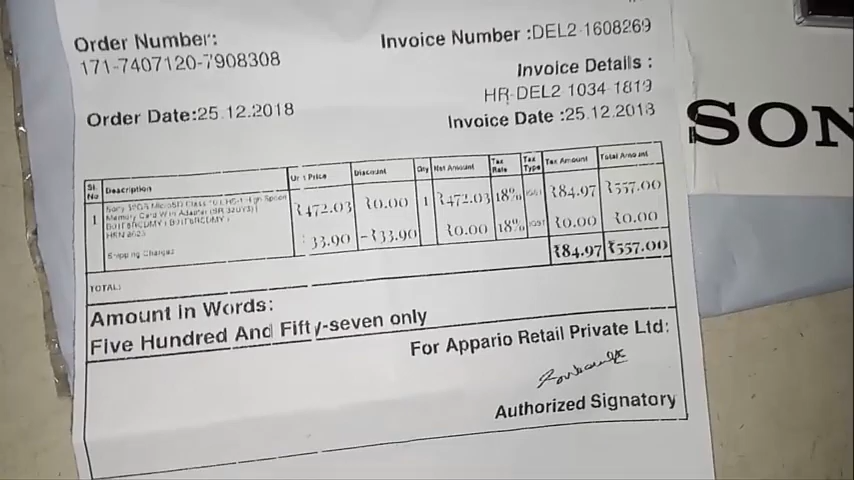 Order Number:
171-7407120-7908308
Order Date:25.12.2018
Invoice Number :DEL2-1608269
Invoice Details :
HR-DEL2-1034-1819
Invoice Date :25.12.2018
SON
Sl. No Description Unit Price Discount Qty Net Amount Tax Rate Tax Type Tax Amount Total Amount
1 Sony 32GB MicroSD Class 10 UHS-1 High Speed ₹472.03 ₹0.00 1 ₹472.03 18% IGST ₹84.97 ₹557.00
Memory Card With Adapter (SR-32UY3)
Shipping Charges ₹33.90 -₹33.90 ₹0.00 18% IGST ₹0.00 ₹0.00
TOTAL: ₹84.97 ₹557.00
Amount in Words:
Five Hundred And Fifty-seven only
For Appario Retail Private Ltd:
Authorized Signatory